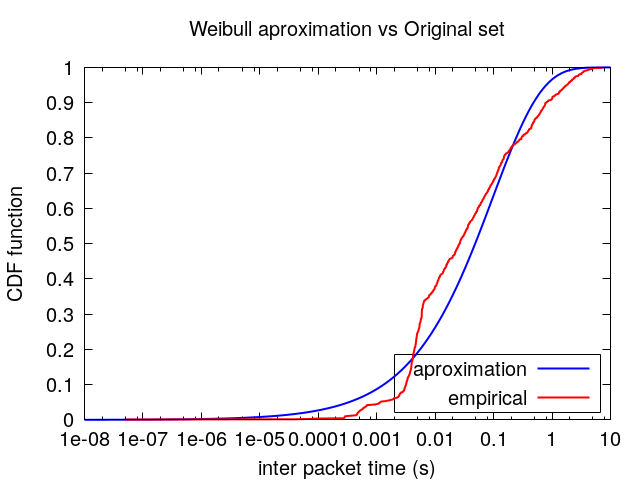 Weibull aproximation vs Original set
1
0.9
0.8
0.7
0.6
0.5
0.4
0.3
0.2
0.1
0
CDF function
aproximation
empirical
1e-08 1e-07 1e-06 1e-05 0.0001 0.001 0.01 0.1 1 10
inter packet time (s)